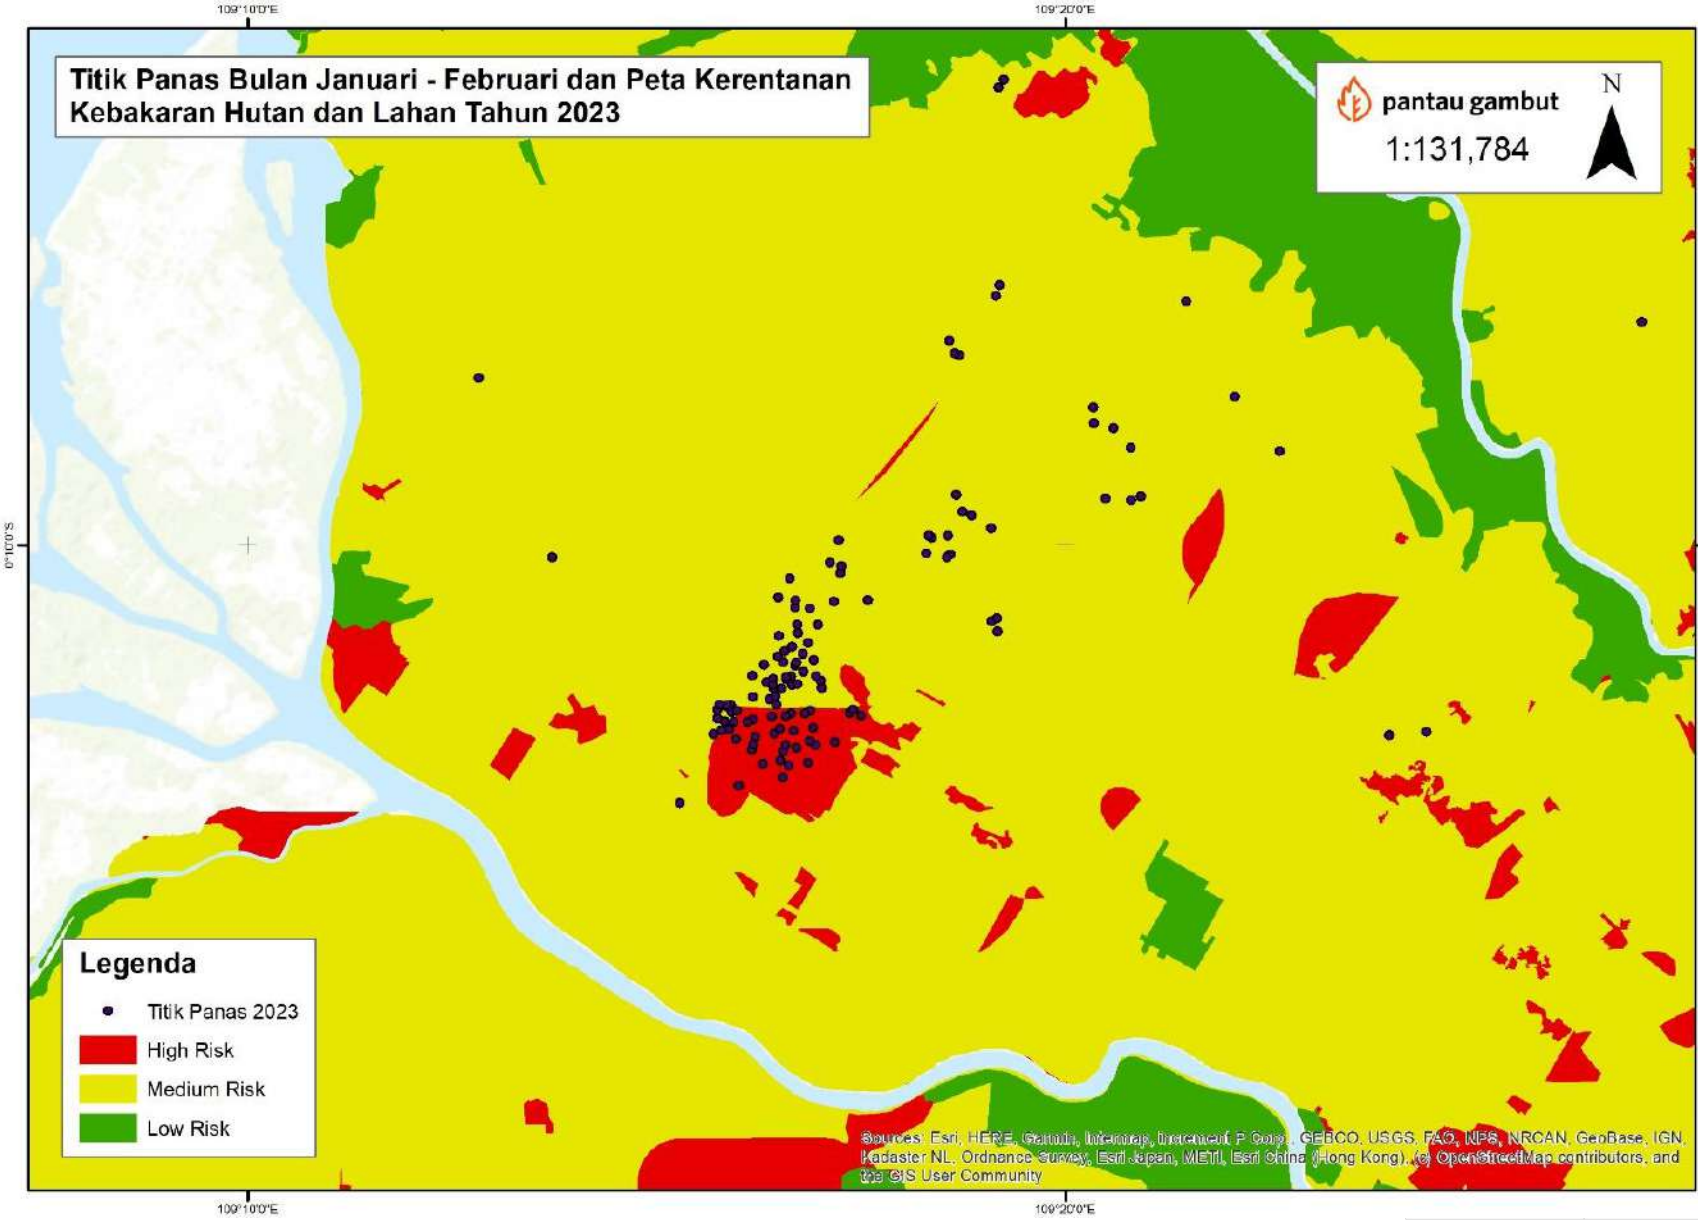 109°10'0"E
109°20'0"E
Titik Panas Bulan Januari - Februari dan Peta Kerentanan
Kebakaran Hutan dan Lahan Tahun 2023
pantau gambut
1:131,784
N
0°10'0"S
Legenda
Titik Panas 2023
High Risk
Medium Risk
Low Risk
Sources: Esri, HERE, Garmin, Intermap, increment P Corp., GEBCO, USGS, FAO, NPS, NRCAN, GeoBase, IGN,
Kadaster NL, Ordnance Survey, Esri Japan, METI, Esri China (Hong Kong), (c) OpenStreetMap contributors, and
the GIS User Community
109°10'0"E
109°20'0"E